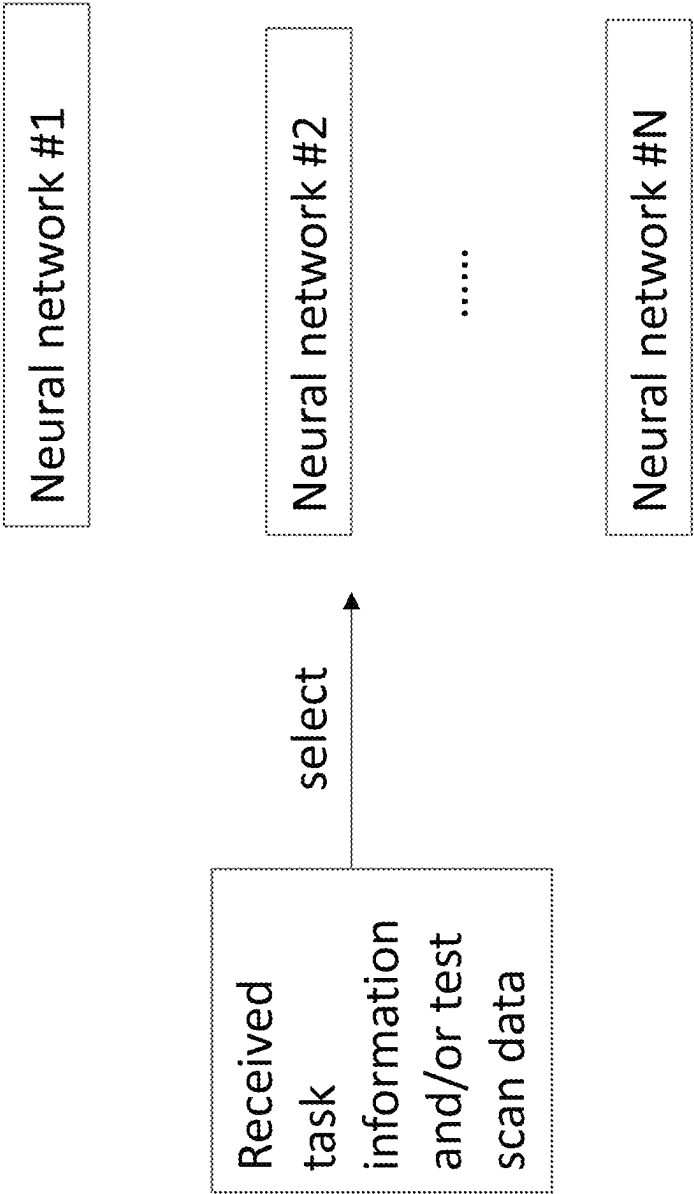 Received
task
information
and/or test
scan data
select
Neural network #1
Neural network #2
......
Neural network #N